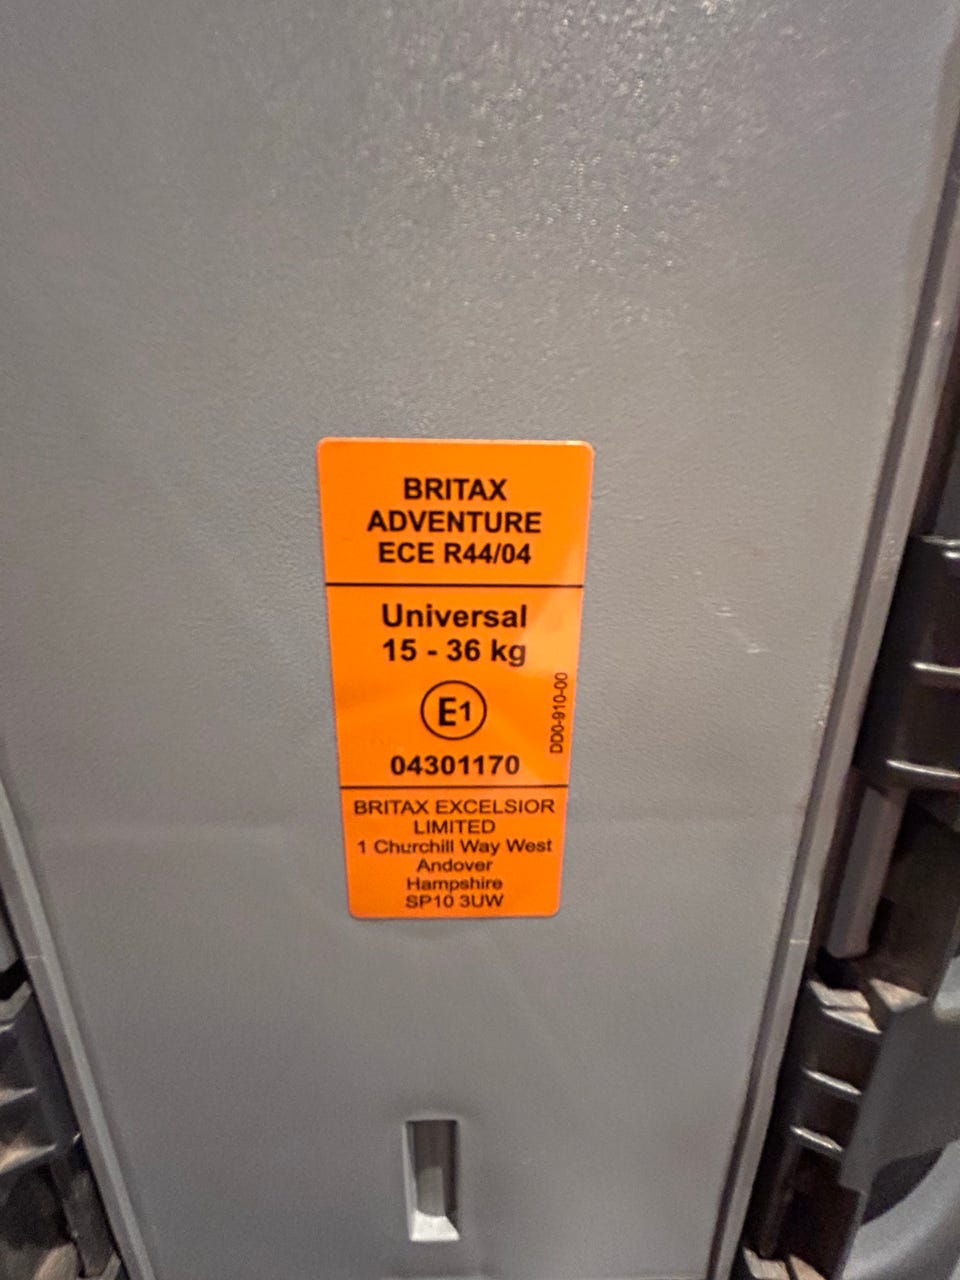 BRITAX
ADVENTURE
ECE R44/04
Universal
15 - 36 kg
E1
DD0-910-00
04301170
BRITAX EXCELSIOR
LIMITED
1 Churchill Way West
Andover
Hampshire
SP10 3UW